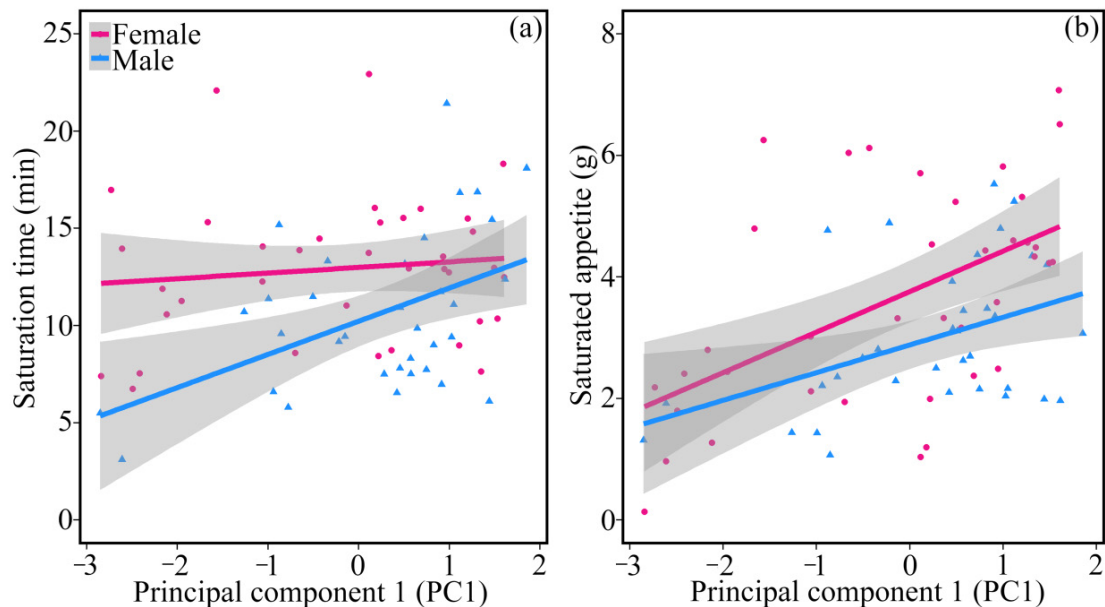 (a)
Female
Male
25
20
15
10
5
0
Saturation time (min)
−3
−2
−1
0
1
2
Principal component 1 (PC1)
(b)
8
6
4
2
0
Saturated appetite (g)
−3
−2
−1
0
1
2
Principal component 1 (PC1)